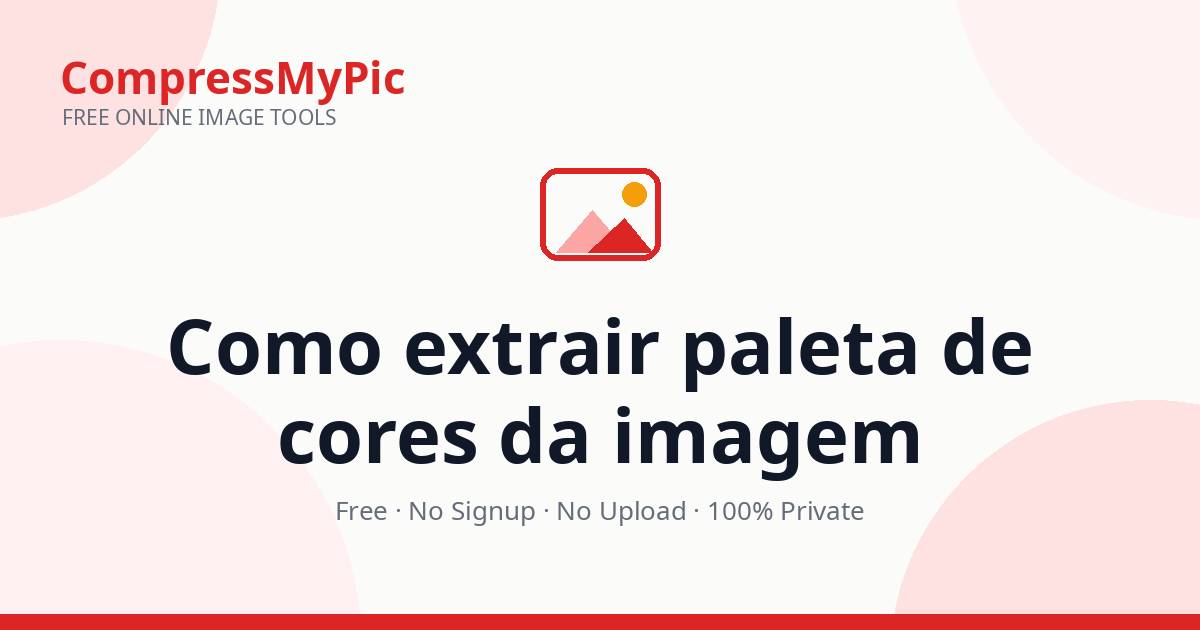 CompressMyPic
FREE ONLINE IMAGE TOOLS
Como extrair paleta de
cores da imagem
Free · No Signup · No Upload · 100% Private